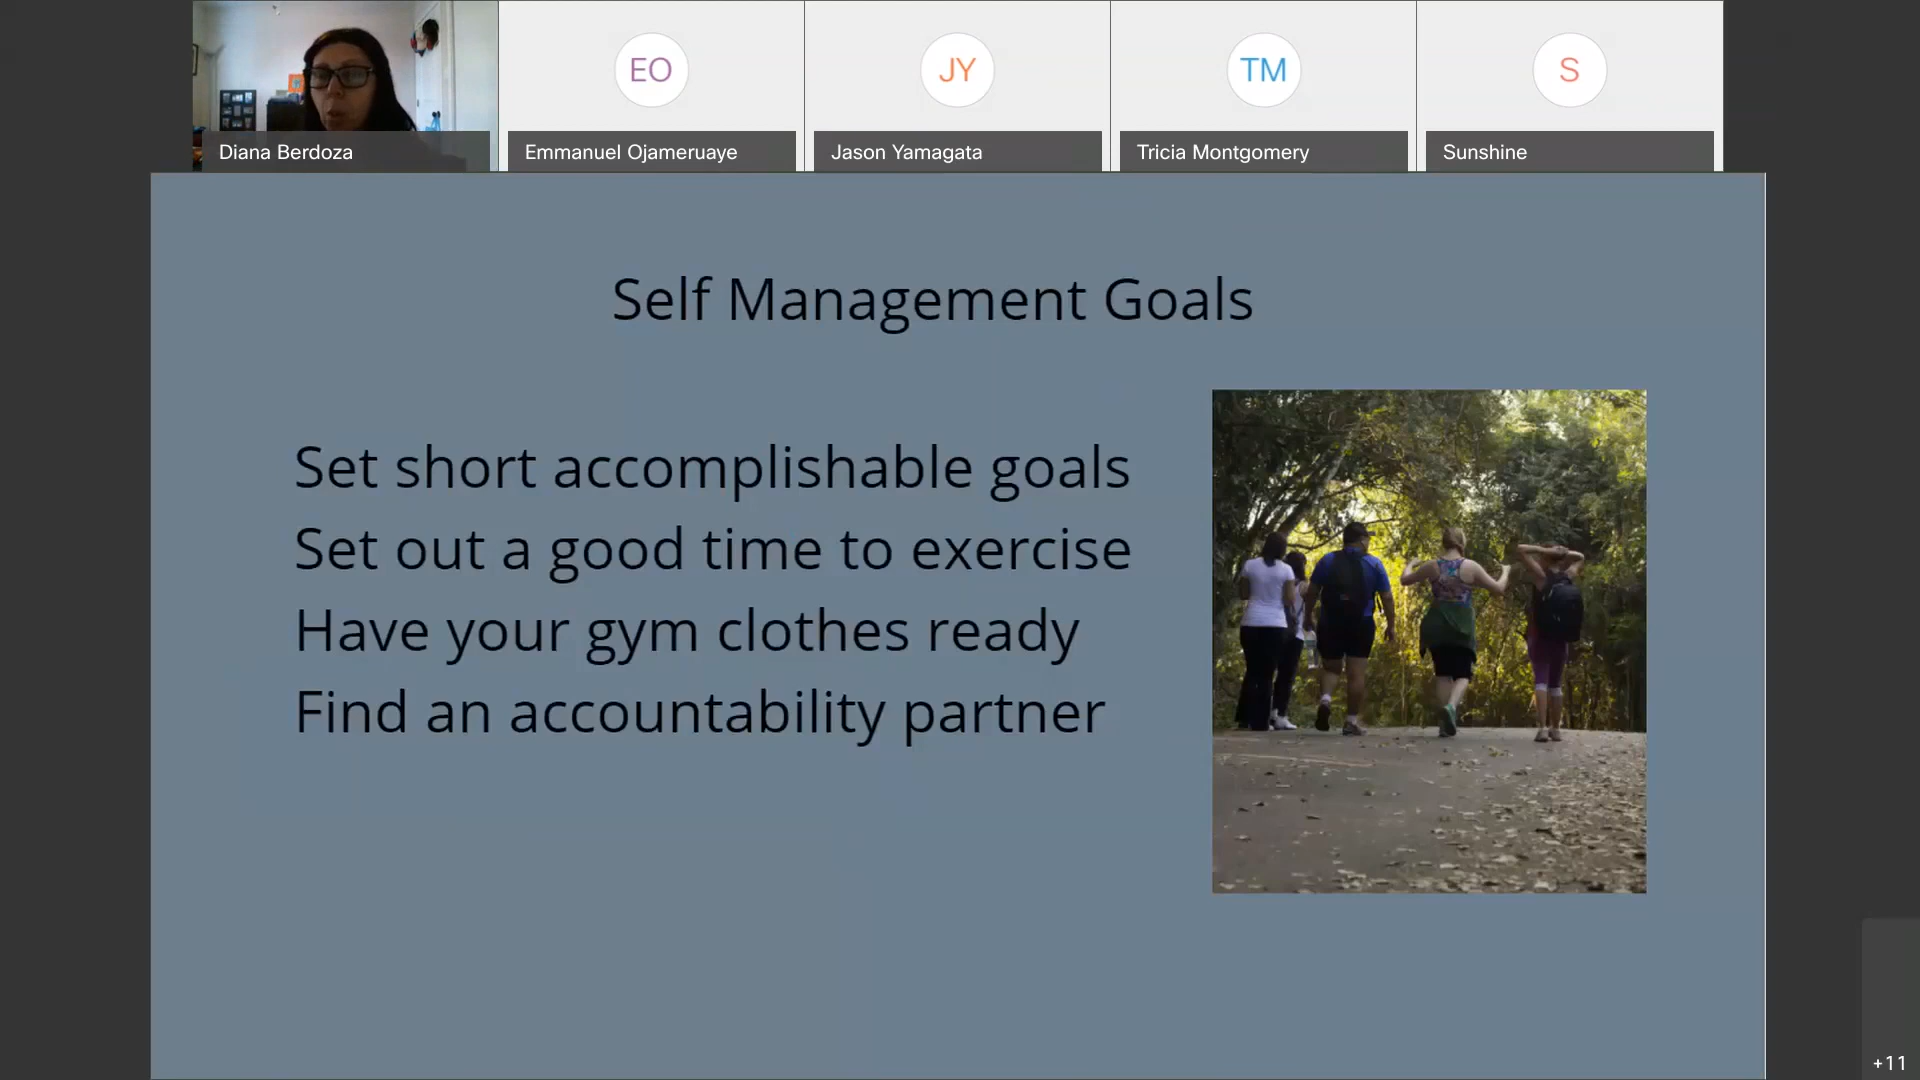 EO
JY
TM
S
Diana Berdoza
Emmanuel Ojameruaye
Jason Yamagata
Tricia Montgomery
Sunshine
Self Management Goals
Set short accomplishable goals
Set out a good time to exercise
Have your gym clothes ready
Find an accountability partner
+11